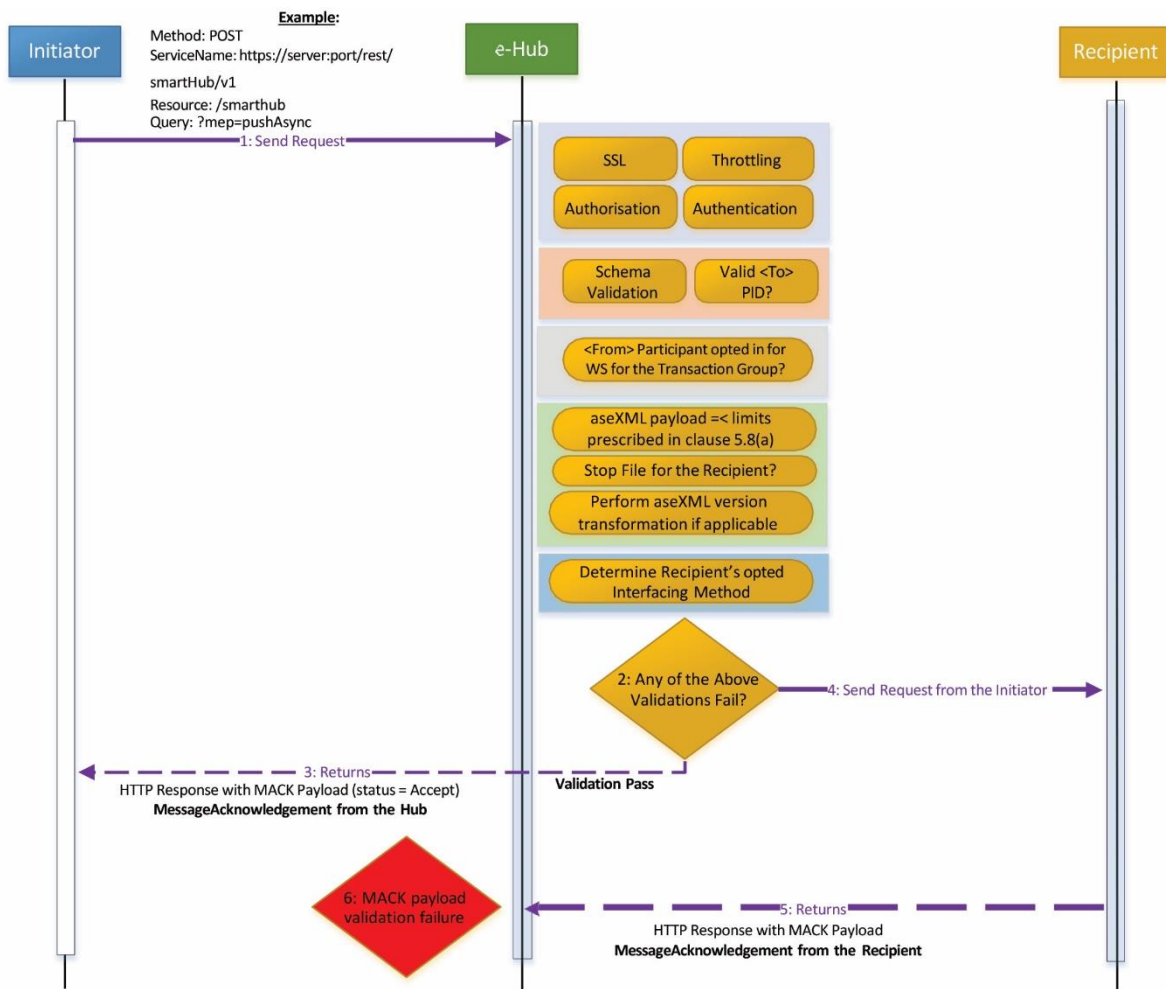 Example:
Method: POST
ServiceName: https://server:port/rest/
smartHub/v1
Resource: /smarthub
Query: ?mep=pushAsync
Initiator
e-Hub
Recipient
1: Send Request
SSL
Throttling
Authorisation
Authentication
Schema
Validation
Valid <To>
PID?
<From> Participant opted in for
WS for the Transaction Group?
aseXML payload =< limits
prescribed in clause 5.8(a)
Stop File for the Recipient?
Perform aseXML version
transformation if applicable
Determine Recipient's opted
Interfacing Method
2: Any of the Above
Validations Fail?
4: Send Request from the Initiator
3: Returns
Validation Pass
HTTP Response with MACK Payload (status = Accept)
MessageAcknowledgement from the Hub
6: MACK payload
validation failure
5: Returns
HTTP Response with MACK Payload
MessageAcknowledgement from the Recipient